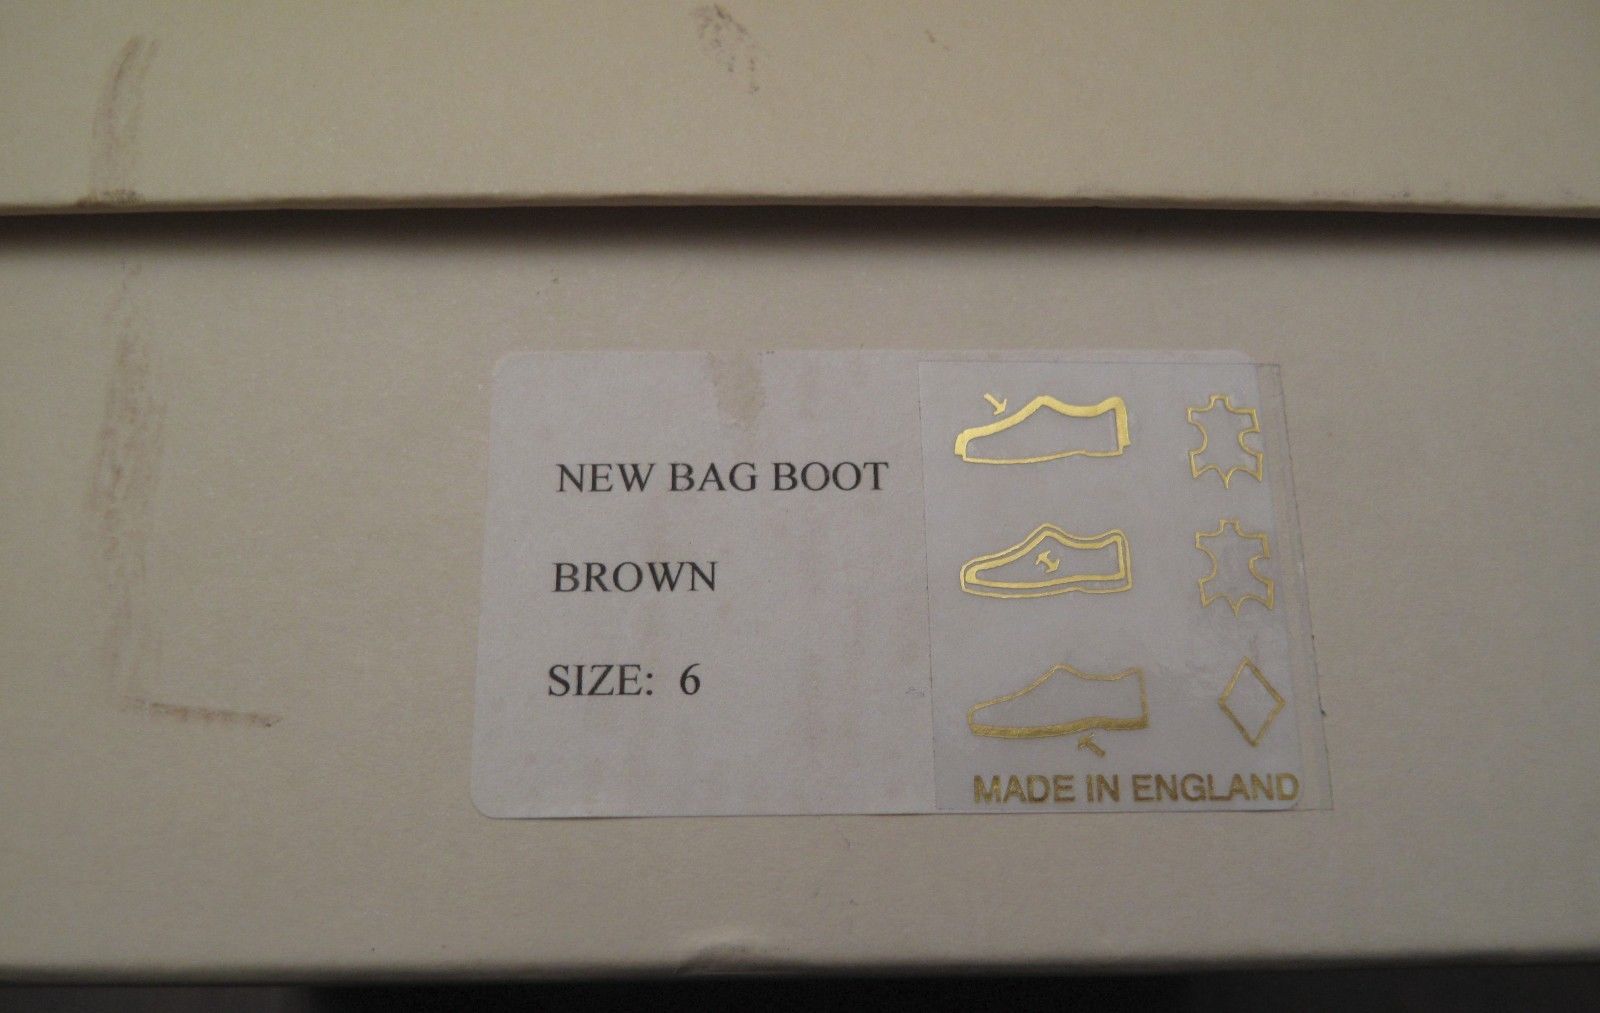 NEW BAG BOOT
BROWN
SIZE: 6
MADE IN ENGLAND